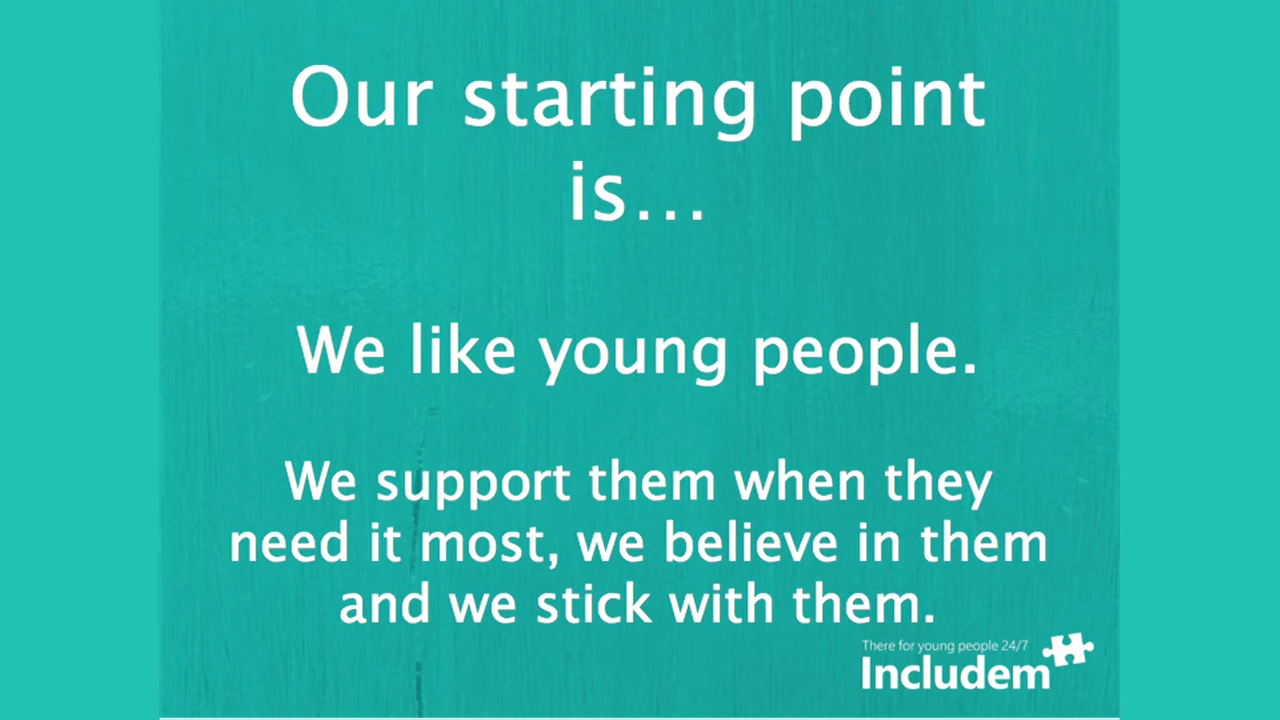 Our starting point
is...
We like young people.
We support them when they
need it most, we believe in them
and we stick with them.
There for young people 24/7
Includem